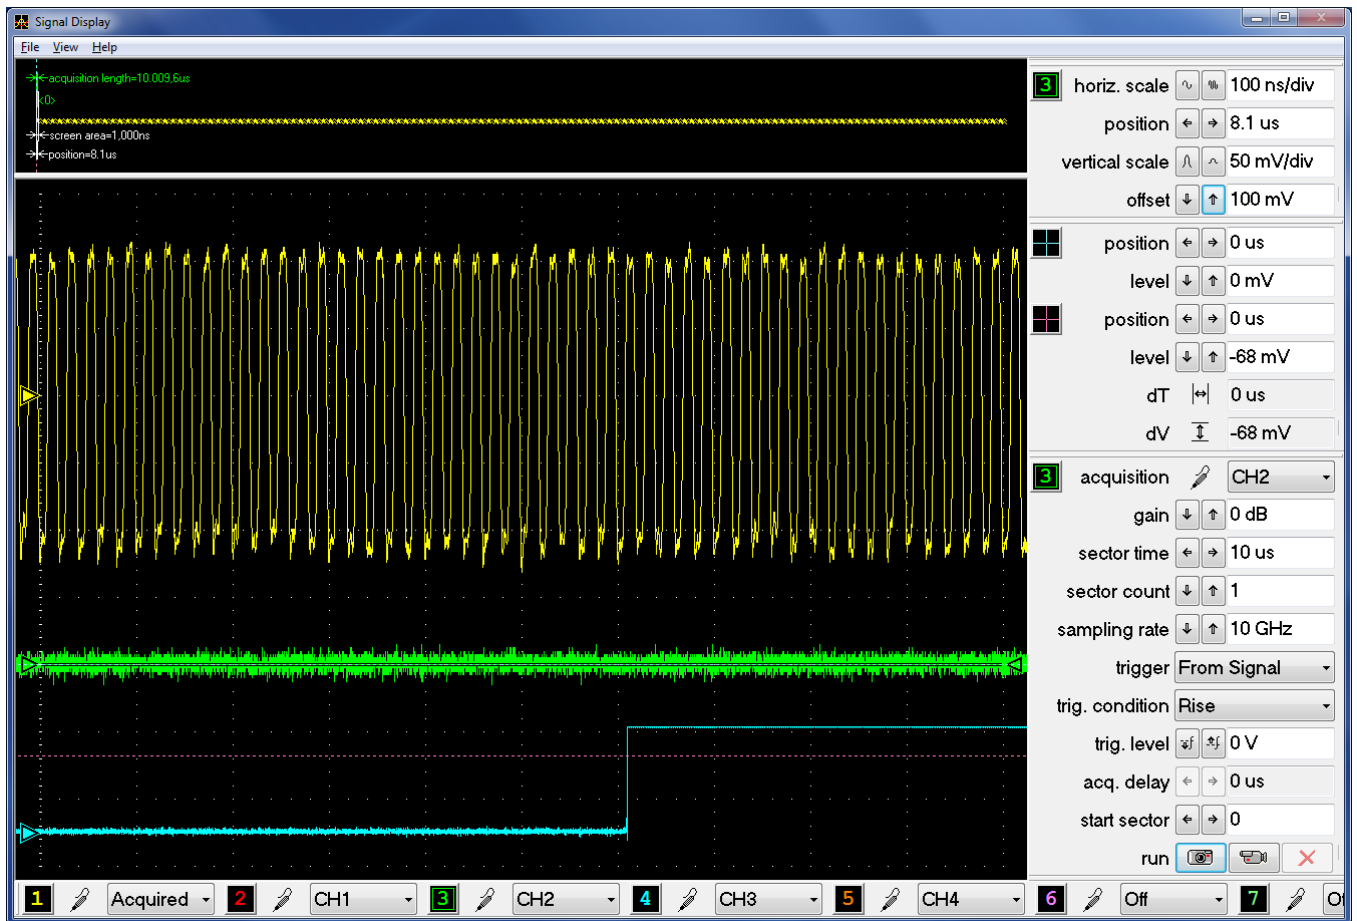 Signal Display
File View Help
acquisition length=10.009,6us
<0>
screen area=1,000ns
position=8.1us
3 horiz. scale 100 ns/div
position 8.1 us
vertical scale 50 mV/div
offset 100 mV
position 0 us
level 0 mV
position 0 us
level -68 mV
dT 0 us
dV -68 mV
3 acquisition CH2
gain 0 dB
sector time 10 us
sector count 1
sampling rate 10 GHz
trigger From Signal
trig. condition Rise
trig. level 0 V
acq. delay 0 us
start sector 0
run
1 Acquired 2 CH1 3 CH2 4 CH3 5 CH4 6 Off 7